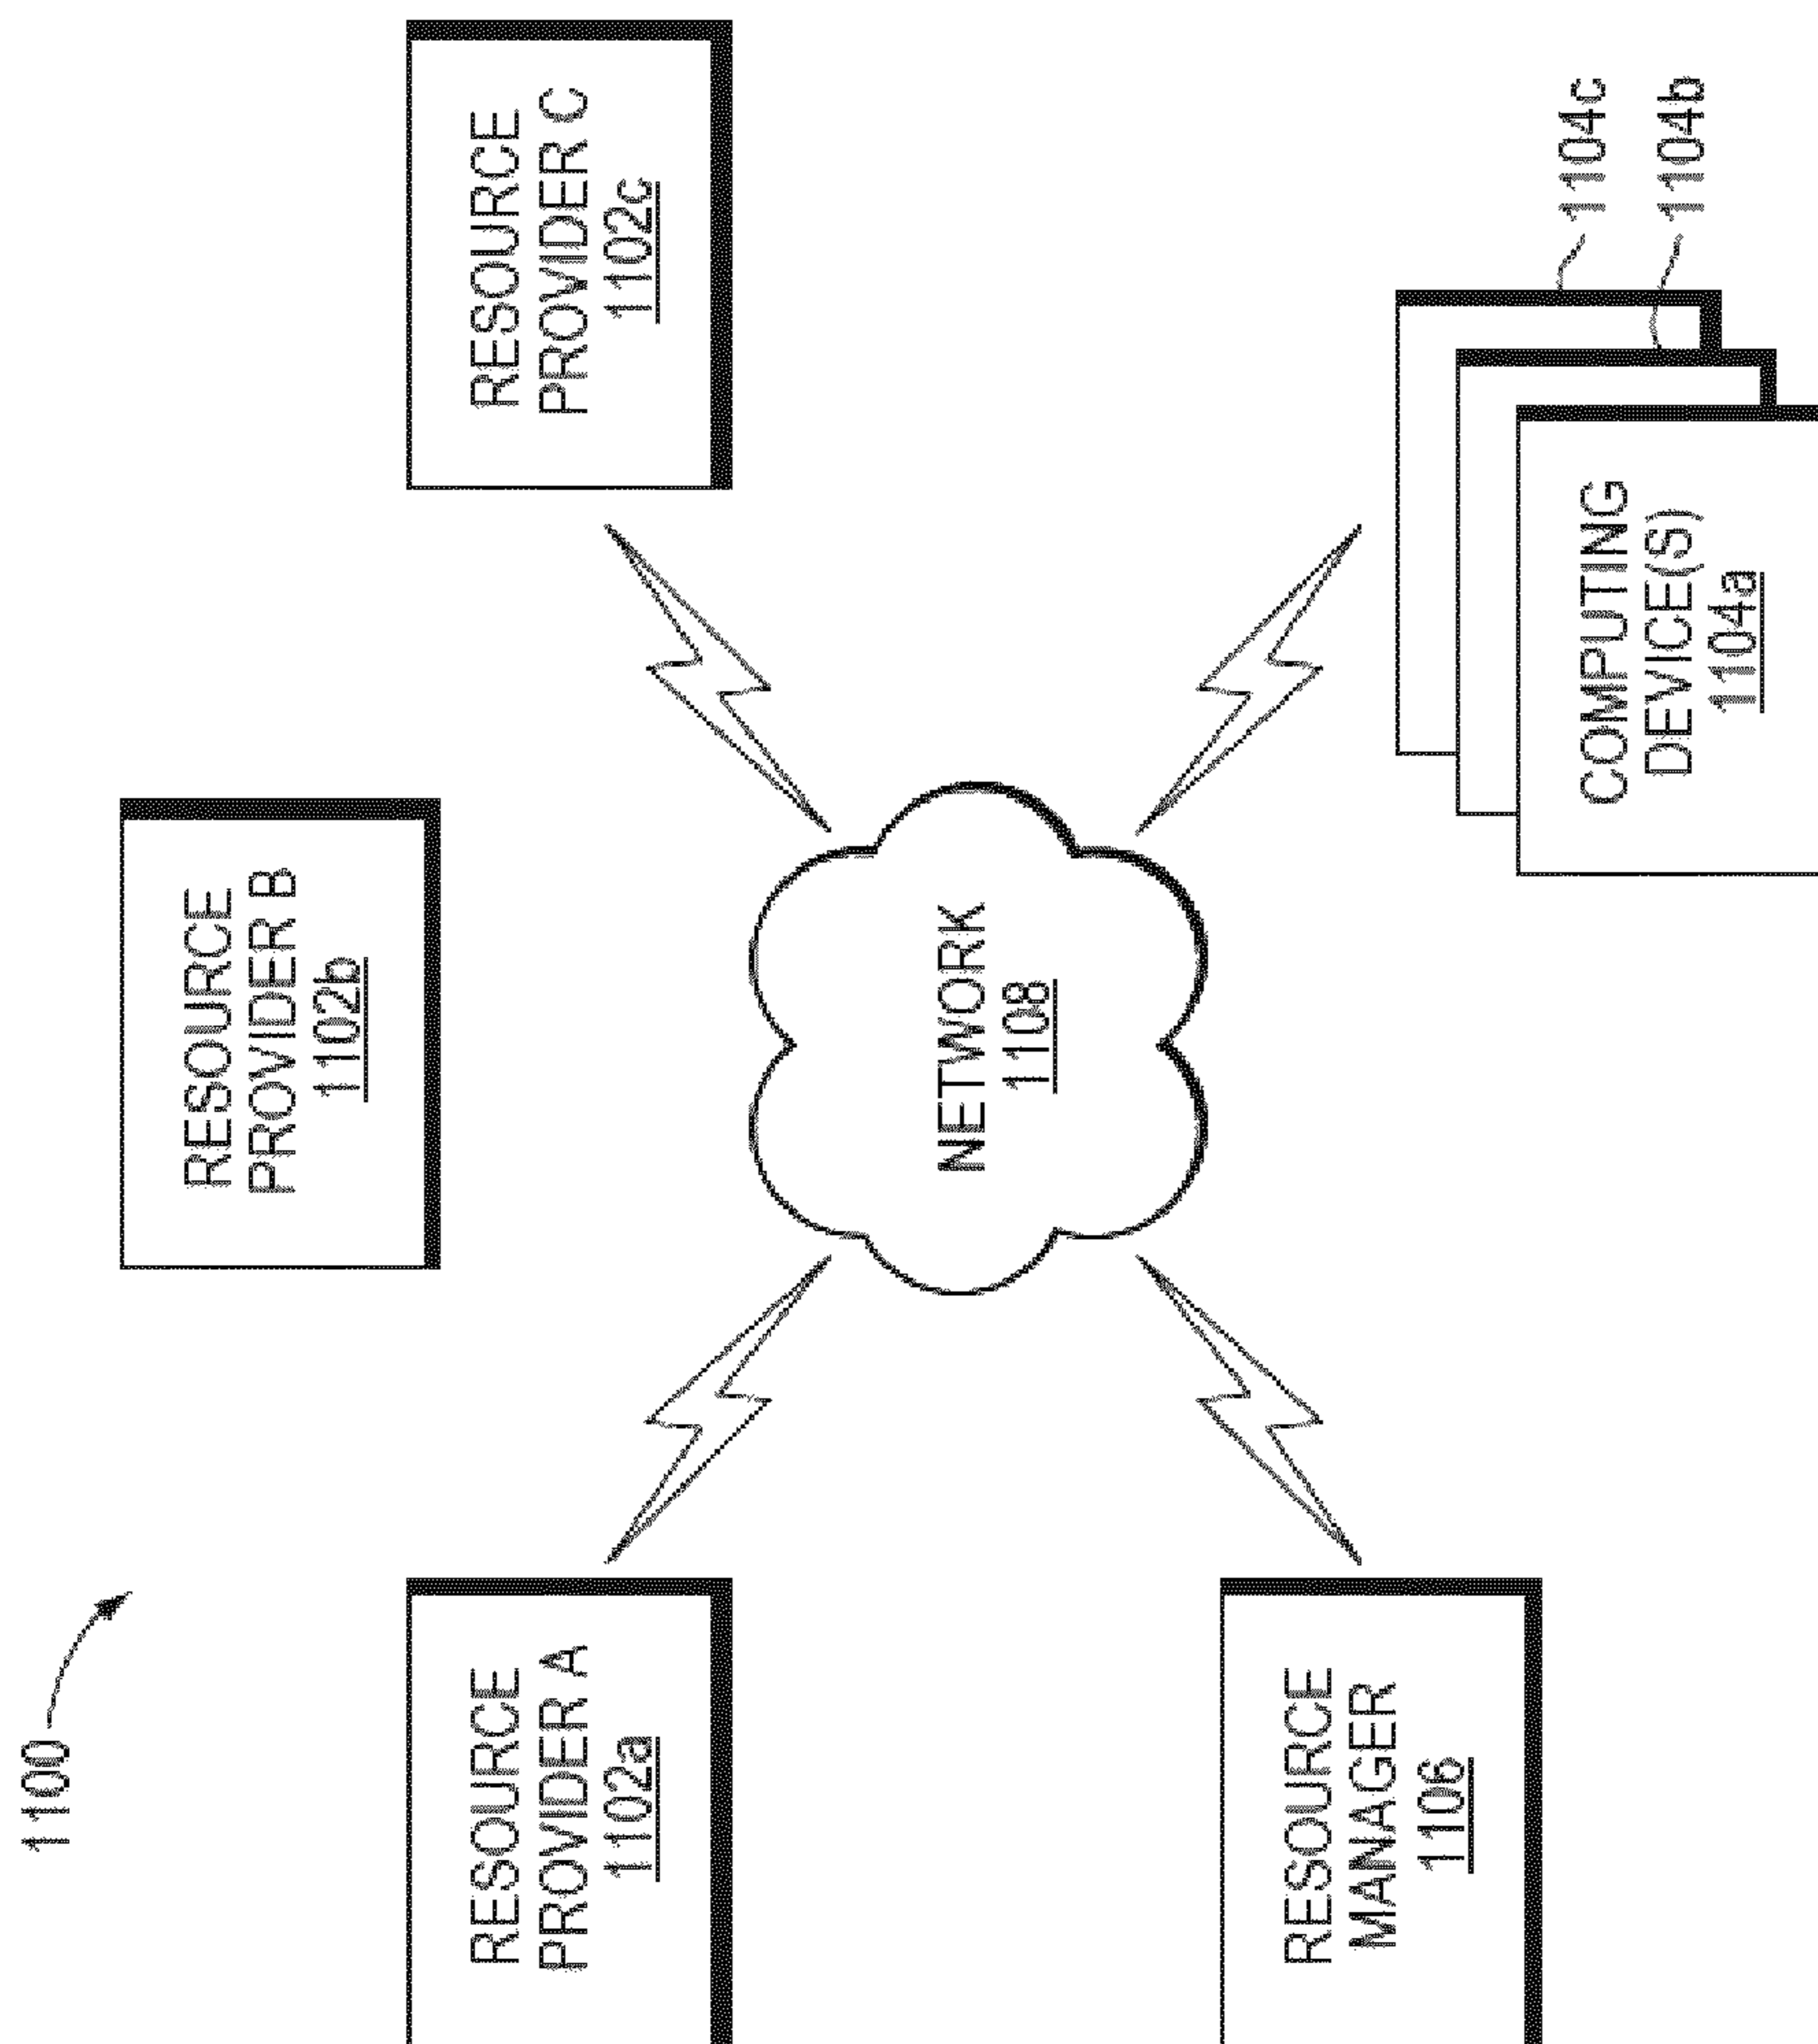 1100
RESOURCE
PROVIDER B
1102b
RESOURCE
PROVIDER A
1102a
RESOURCE
PROVIDER C
1102c
NETWORK
1108
RESOURCE
MANAGER
1106
COMPUTING
DEVICE(S)
1104a
1104c
1104b